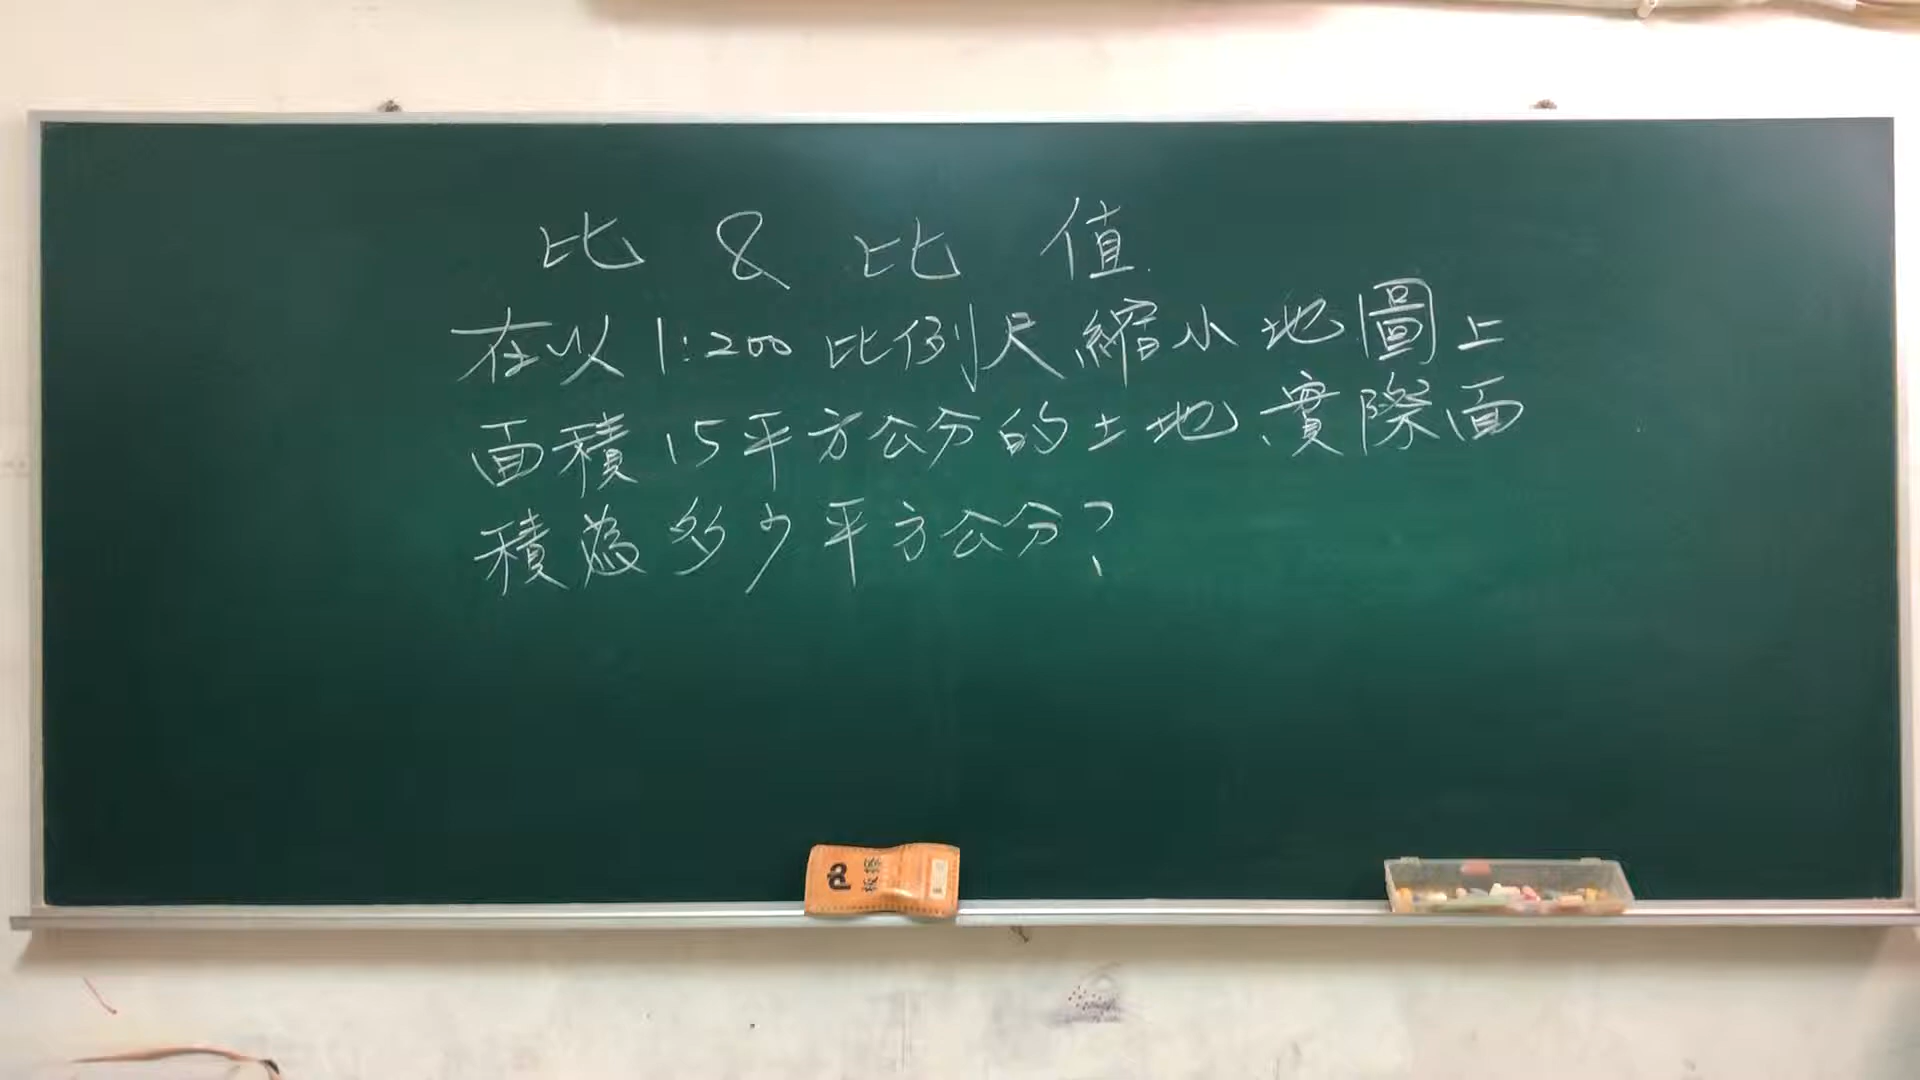 比 & 比 值
在以1:200比例尺縮小地圖上
面積15平方公分的土地,實際面
積為多少平方公分?
板擦